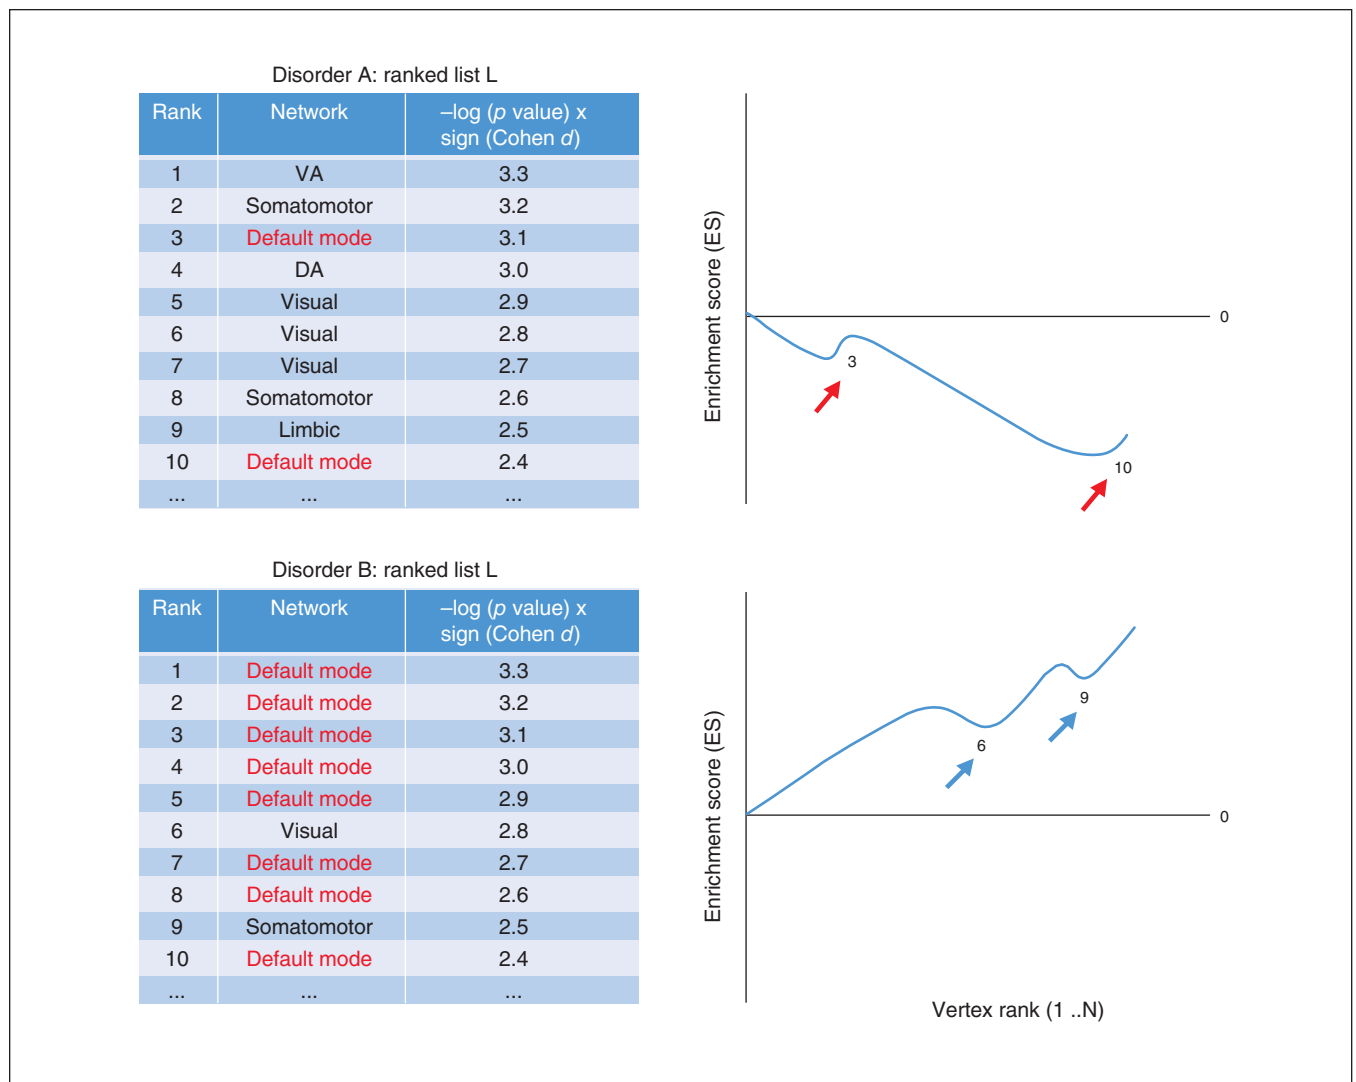 Disorder A: ranked list L
Rank Network –log (p value) x
sign (Cohen d)
1 VA 3.3
2 Somatomotor 3.2
3 Default mode 3.1
4 DA 3.0
5 Visual 2.9
6 Visual 2.8
7 Visual 2.7
8 Somatomotor 2.6
9 Limbic 2.5
10 Default mode 2.4
... ... ...
Enrichment score (ES)
0
3
10
Disorder B: ranked list L
Rank Network –log (p value) x
sign (Cohen d)
1 Default mode 3.3
2 Default mode 3.2
3 Default mode 3.1
4 Default mode 3.0
5 Default mode 2.9
6 Visual 2.8
7 Default mode 2.7
8 Default mode 2.6
9 Somatomotor 2.5
10 Default mode 2.4
... ... ...
Enrichment score (ES)
9
6
0
Vertex rank (1 ..N)